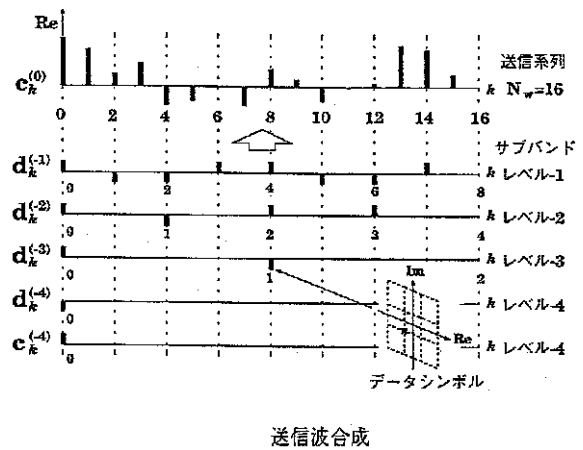 Re
c_k^(0)
k
送信系列
N_w=16
0 2 4 6 8 10 12 14 16
サブバンド
d_k^(-1)
k レベル-1
0 2 4 6 8
d_k^(-2)
k レベル-2
0 1 2 3 4
d_k^(-3)
k レベル-3
0 1 2
Im
d_k^(-4)
k レベル-4
0
Re
c_k^(-4)
k レベル-4
0
データシンボル
送信波合成